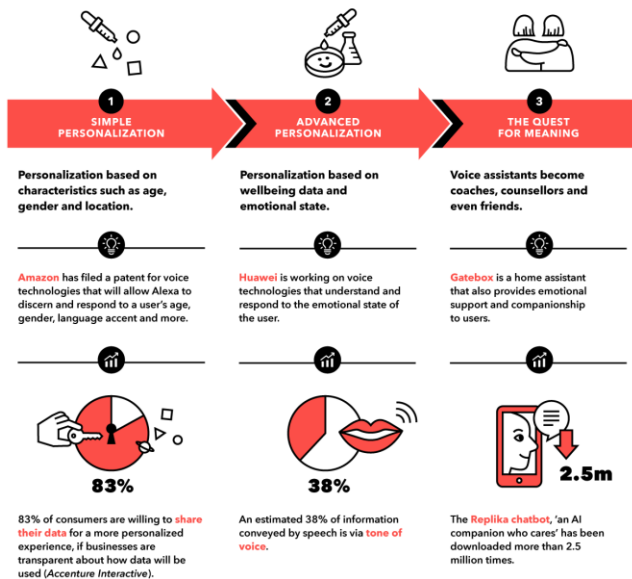 1
SIMPLE
PERSONALIZATION
Personalization based on
characteristics such as age,
gender and location.
Amazon has filed a patent for voice
technologies that will allow Alexa to
discern and respond to a user's age,
gender, language accent and more.
83%
83% of consumers are willing to share
their data for a more personalized
experience, if businesses are
transparent about how data will be
used (Accenture Interactive).
2
ADVANCED
PERSONALIZATION
Personalization based on
wellbeing data and
emotional state.
Huawei is working on voice
technologies that understand and
respond to the emotional state of
the user.
38%
An estimated 38% of information
conveyed by speech is via tone of
voice.
3
THE QUEST
FOR MEANING
Voice assistants become
coaches, counsellors and
even friends.
Gatebox is a home assistant
that also provides emotional
support and companionship
to users.
2.5m
The Replika chatbot, 'an AI
companion who cares' has been
downloaded more than 2.5
million times.